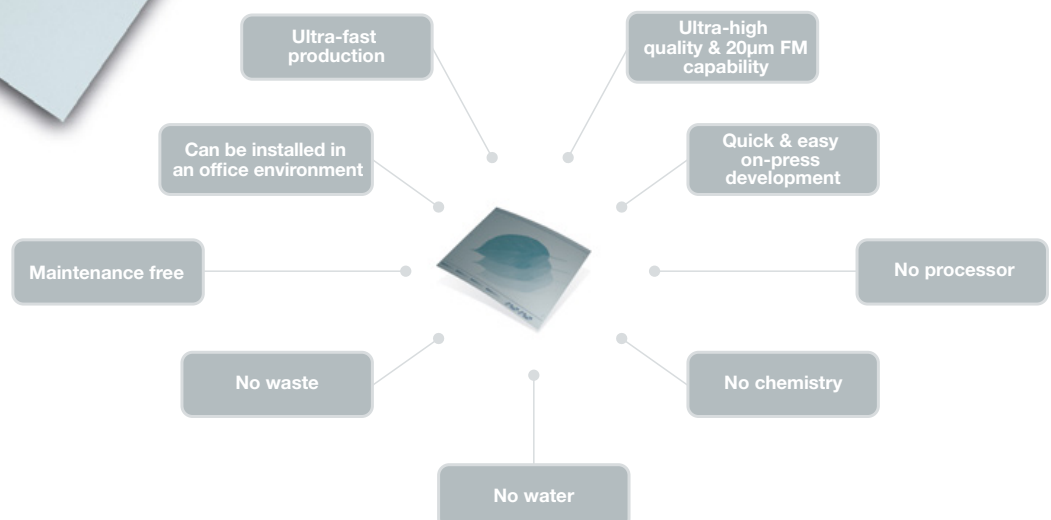 Ultra-fast
production
Ultra-high
quality & 20µm FM
capability
Can be installed in
an office environment
Quick & easy
on-press
development
Maintenance free
No processor
No waste
No chemistry
No water